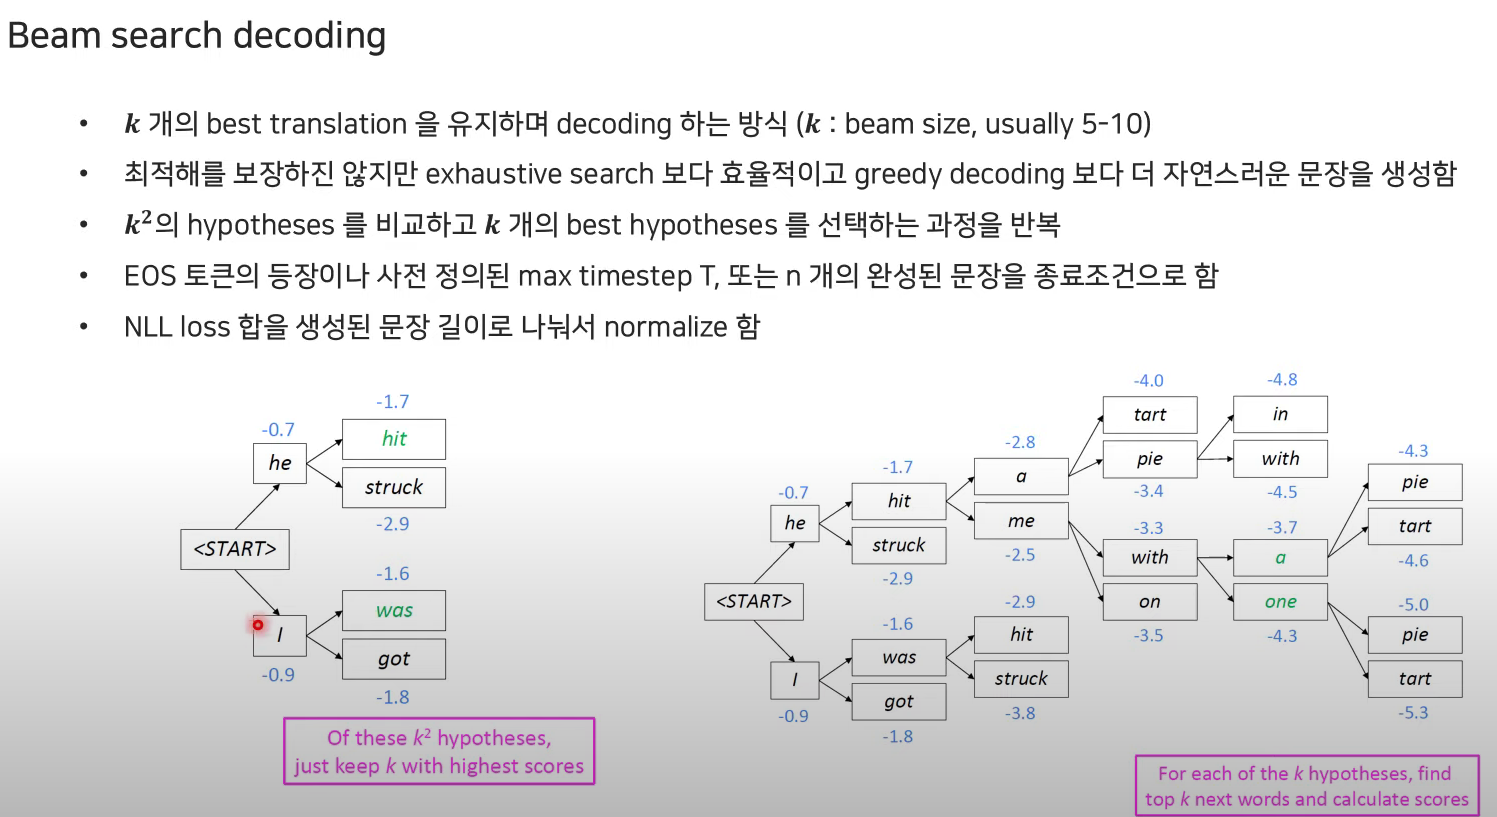 Beam search decoding
• k 개의 best translation 을 유지하며 decoding 하는 방식 (k : beam size, usually 5-10)
• 최적해를 보장하진 않지만 exhaustive search 보다 효율적이고 greedy decoding 보다 더 자연스러운 문장을 생성함
• k²의 hypotheses 를 비교하고 k 개의 best hypotheses 를 선택하는 과정을 반복
• EOS 토큰의 등장이나 사전 정의된 max timestep T, 또는 n 개의 완성된 문장을 종료조건으로 함
• NLL loss 합을 생성된 문장 길이로 나눠서 normalize 함
-1.7
-0.7
hit
he
struck
-2.9
<START>
-1.6
was
I
got
-0.9
-1.8
Of these k² hypotheses,
just keep k with highest scores
-4.0
-4.8
tart
in
-2.8
-4.3
pie
with
-1.7
a
pie
-0.7
-3.4
-4.5
hit
me
-3.3
-3.7
tart
he
struck
-2.5
with
a
-4.6
-2.9
on
one
<START>
-2.9
-3.5
-4.3
-5.0
-1.6
hit
pie
was
struck
tart
I
got
-3.8
-5.3
-0.9
-1.8
For each of the k hypotheses, find
top k next words and calculate scores